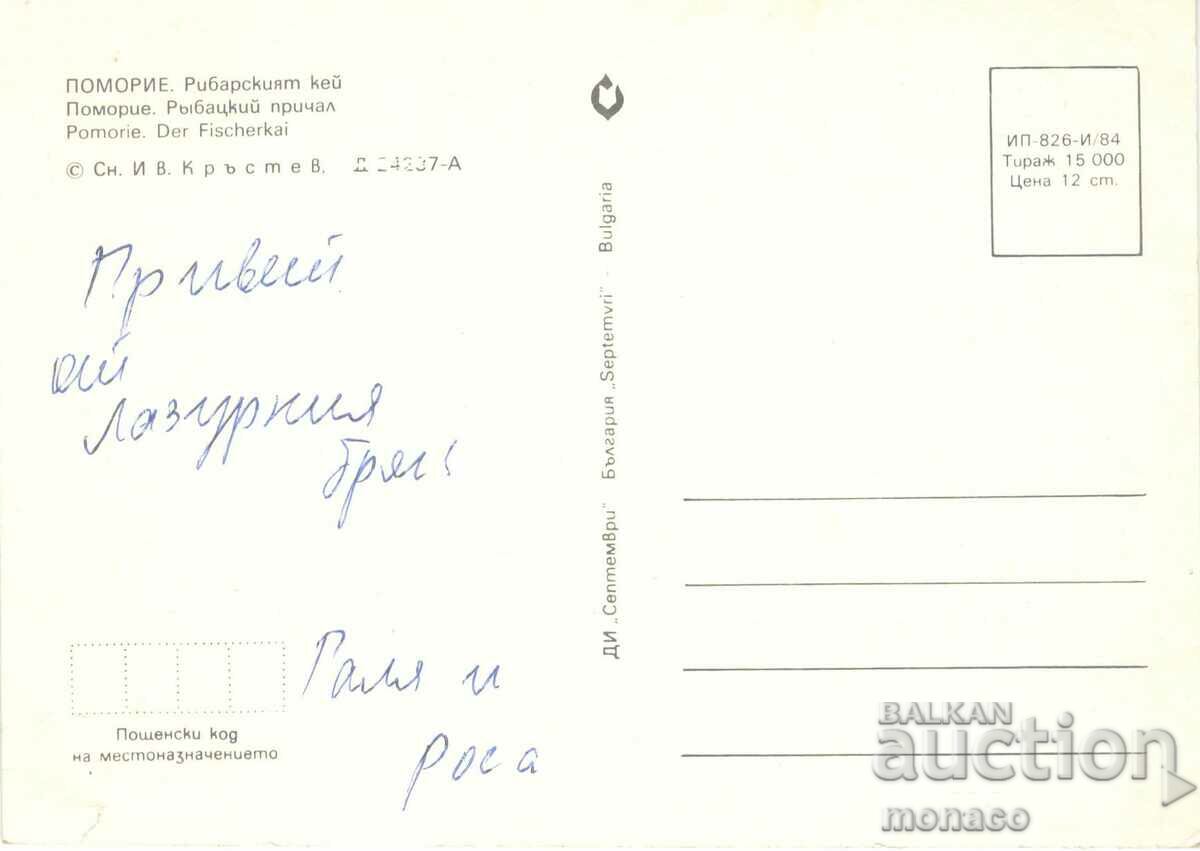 ПОМОРИЕ. Рибарският кей
Поморие. Рыбацкий причал
Pomorie. Der Fischerkai
© Сн. Ив. Кръстев. Д
Привет
от
Лазурния
бряг!
Галя и
Роса
Пощенски код
на местоназначението
ДИ „Септември" България „Septemvri" - Bulgaria
ИП-826-И/84
Тираж 15 000
Цена 12 ст.
BALKAN
auction
monaco